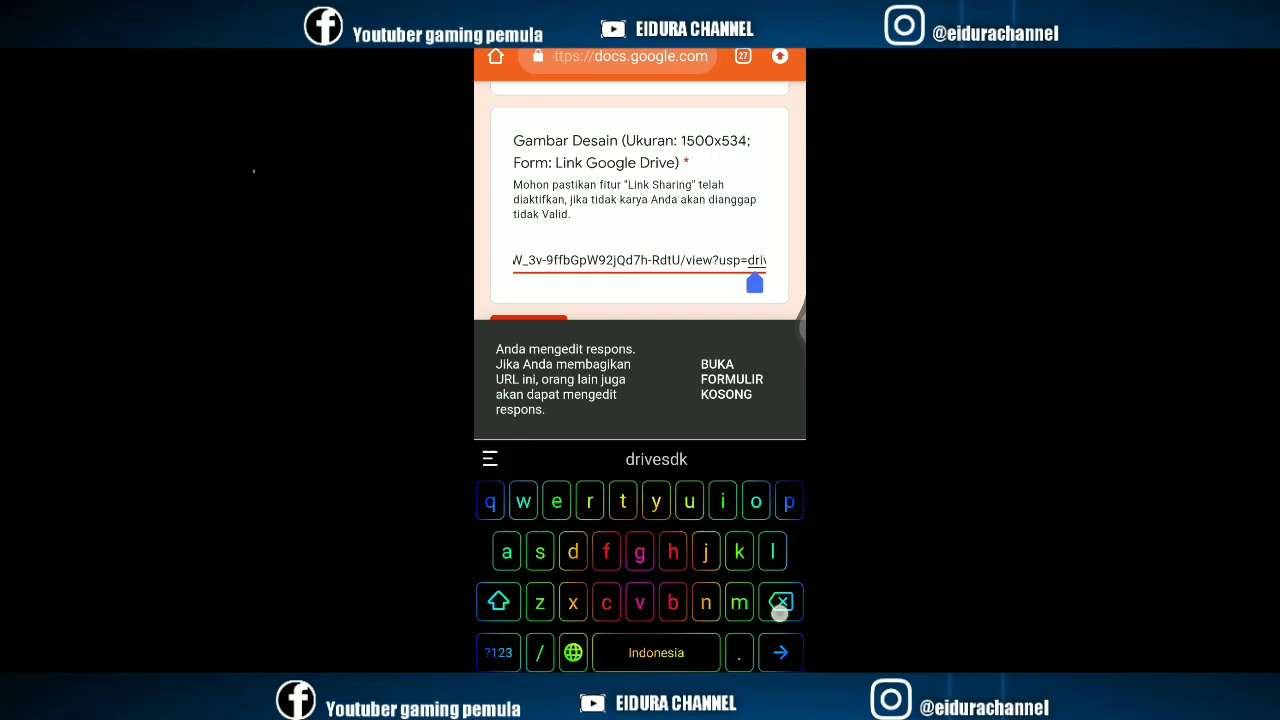 Youtuber gaming pemula
EIDURA CHANNEL
@eidurachannel
ttps://docs.google.com
27
Gambar Desain (Ukuran: 1500x534;
Form: Link Google Drive) *
Mohon pastikan fitur "Link Sharing" telah
diaktifkan, jika tidak karya Anda akan dianggap
tidak Valid.
W_3v-9ffbGpW92jQd7h-RdtU/view?usp=driv
Anda mengedit respons.
Jika Anda membagikan
URL ini, orang lain juga
akan dapat mengedit
respons.
BUKA
FORMULIR
KOSONG
drivesdk
q w e r t y u i o p
a s d f g h j k l
z x c v b n m
?123 / Indonesia .
Youtuber gaming pemula
EIDURA CHANNEL
@eidurachannel